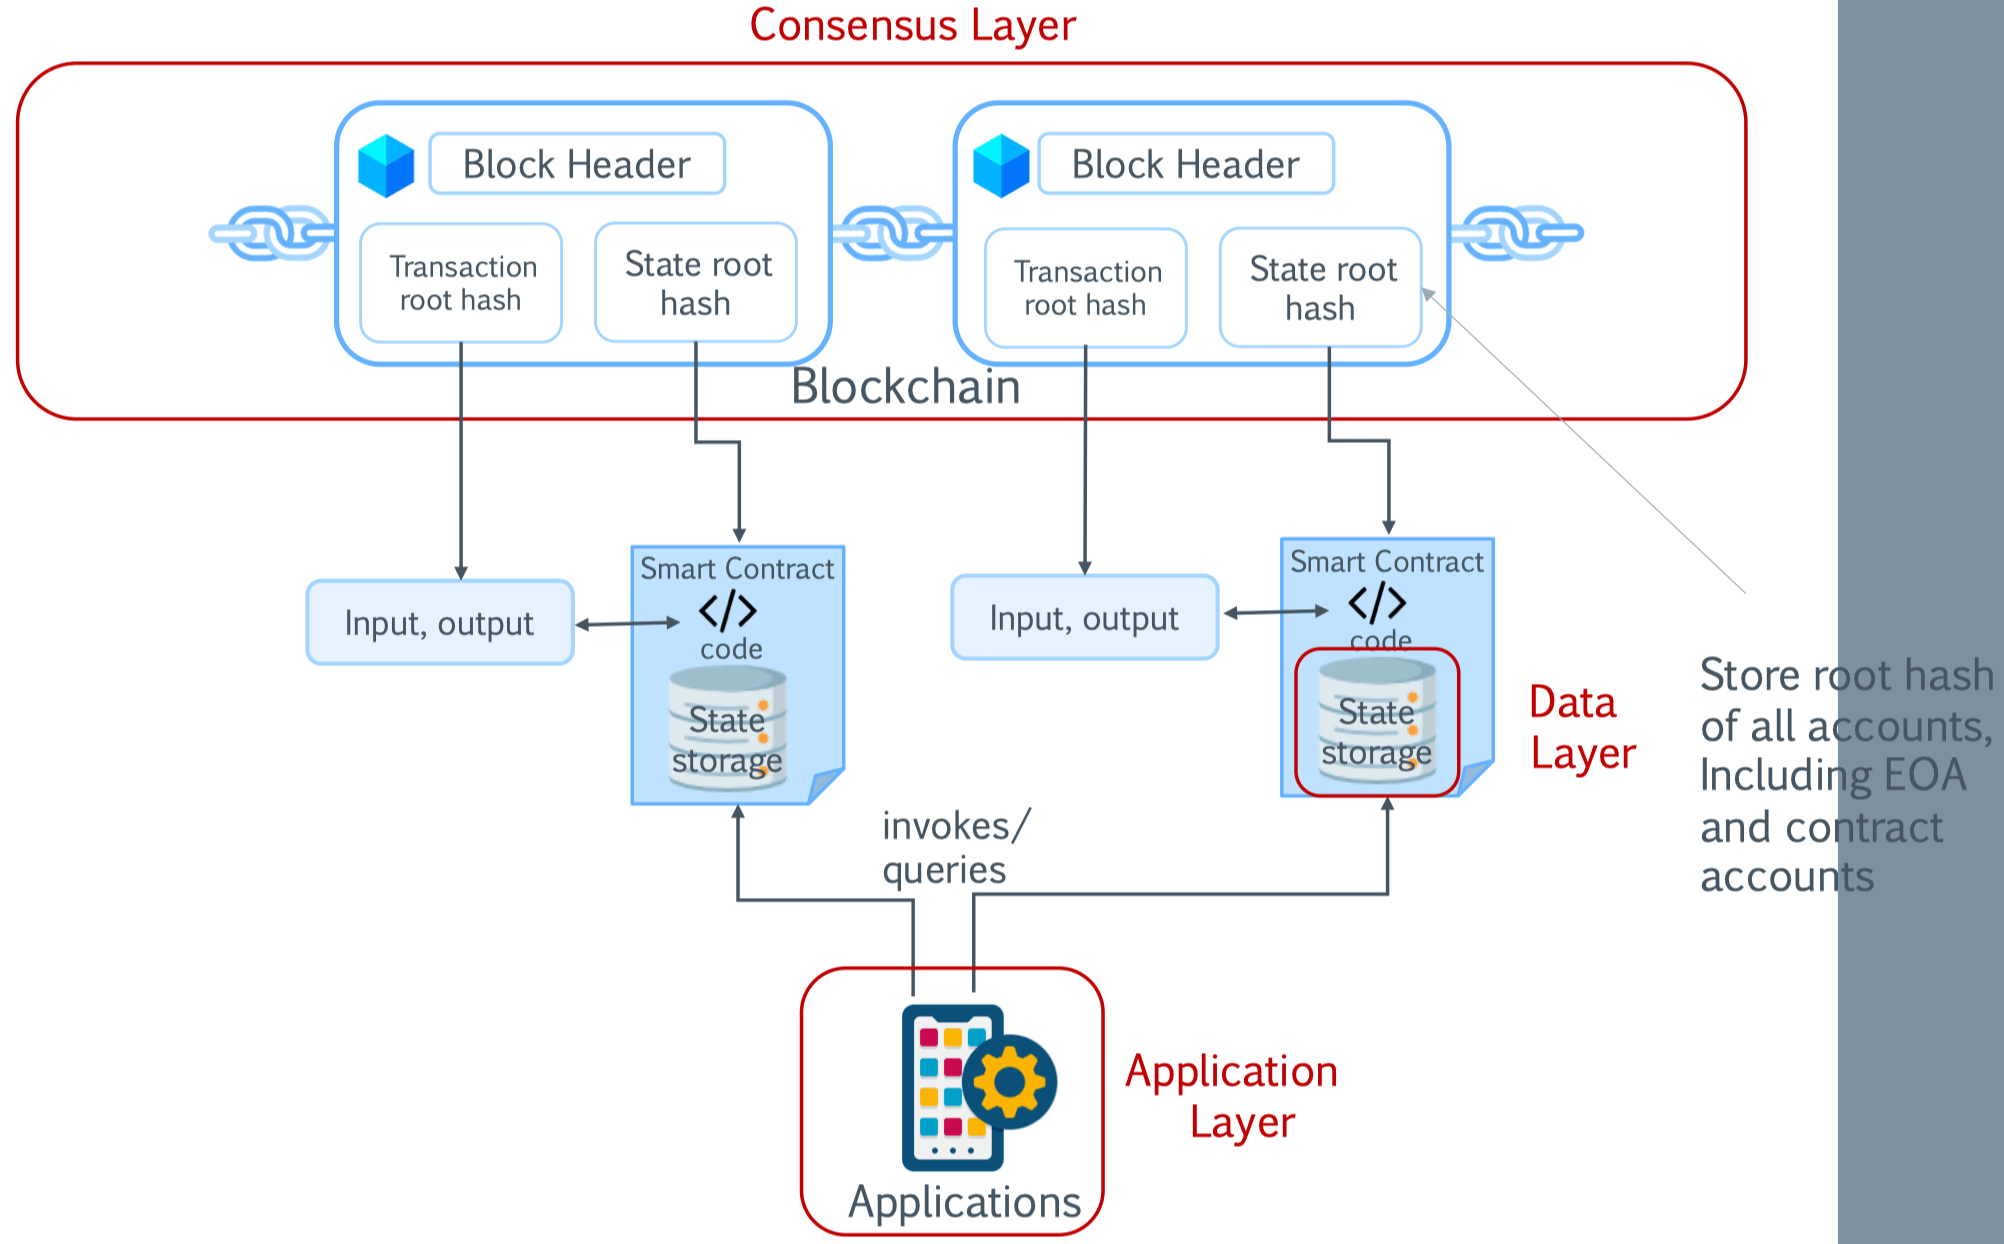 Consensus Layer
Block Header
Transaction
root hash
State root
hash
Block Header
Transaction
root hash
State root
hash
Blockchain
Input, output
Smart Contract
</>
code
State
storage
Input, output
Smart Contract
</>
code
State
storage
Data
Layer
Store root hash
of all accounts,
Including EOA
and contract
accounts
invokes/
queries
Application
Layer
Applications